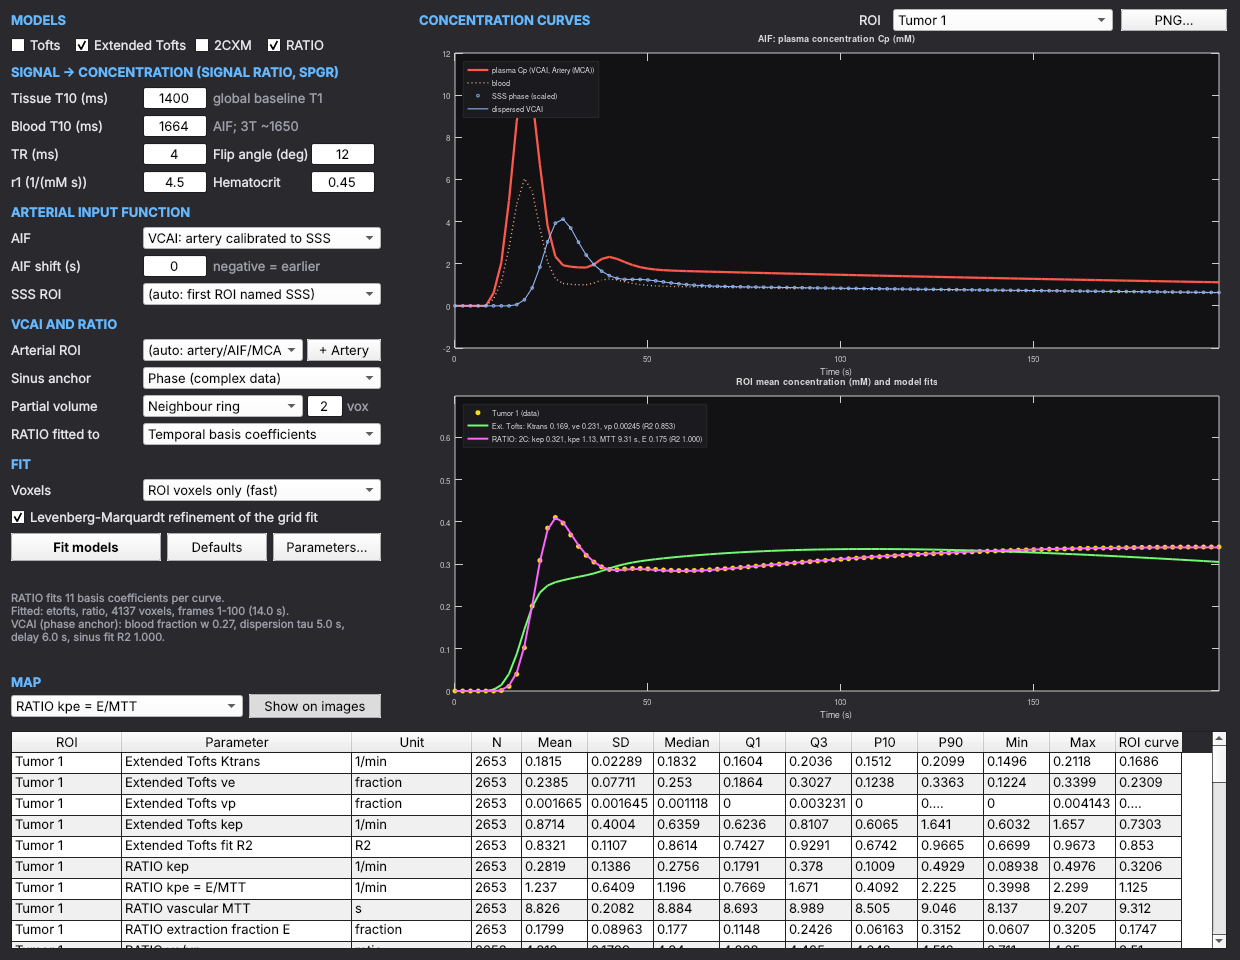 MODELS
Tofts Extended Tofts 2CXM RATIO
SIGNAL → CONCENTRATION (SIGNAL RATIO, SPGR)
Tissue T10 (ms) 1400 global baseline T1
Blood T10 (ms) 1664 AIF; 3T ~1650
TR (ms) 4 Flip angle (deg) 12
r1 (1/(mM s)) 4.5 Hematocrit 0.45
ARTERIAL INPUT FUNCTION
AIF VCAI: artery calibrated to SSS
AIF shift (s) 0 negative = earlier
SSS ROI (auto: first ROI named SSS)
VCAI AND RATIO
Arterial ROI (auto: artery/AIF/MCA + Artery
Sinus anchor Phase (complex data)
Partial volume Neighbour ring 2 vox
RATIO fitted to Temporal basis coefficients
FIT
Voxels ROI voxels only (fast)
Levenberg-Marquardt refinement of the grid fit
Fit models Defaults Parameters...
RATIO fits 11 basis coefficients per curve.
Fitted: etofts, ratio, 4137 voxels, frames 1-100 (14.0 s).
VCAI (phase anchor): blood fraction w 0.27, dispersion tau 5.0 s,
delay 6.0 s, sinus fit R2 1.000.
MAP
RATIO kpe = E/MTT Show on images
CONCENTRATION CURVES ROI Tumor 1 PNG...
AIF: plasma concentration Cp (mM)
12
10
8
6
4
2
0
-2
plasma Cp (VCAI, Artery (MCA))
blood
SSS phase (scaled)
dispersed VCAI
0 50 100 150
Time (s)
ROI mean concentration (mM) and model fits
0.6
0.5
0.4
0.3
0.2
0.1
0
Tumor 1 (data)
Ext. Tofts: Ktrans 0.169, ve 0.231, vp 0.00245 (R2 0.853)
RATIO: 2C: kep 0.321, kpe 1.13, MTT 9.31 s, E 0.175 (R2 1.000)
0 50 100 150
Time (s)
ROI Parameter Unit N Mean SD Median Q1 Q3 P10 P90 Min Max ROI curve
Tumor 1 Extended Tofts Ktrans 1/min 2653 0.1815 0.02289 0.1832 0.1604 0.2036 0.1512 0.2099 0.1496 0.2118 0.1686
Tumor 1 Extended Tofts ve fraction 2653 0.2385 0.07711 0.253 0.1864 0.3027 0.1238 0.3363 0.1224 0.3399 0.2309
Tumor 1 Extended Tofts vp fraction 2653 0.001665 0.001645 0.001118 0 0.003231 0 0.... 0 0.004143 0....
Tumor 1 Extended Tofts kep 1/min 2653 0.8714 0.4004 0.6359 0.6236 0.8107 0.6065 1.641 0.6032 1.657 0.7303
Tumor 1 Extended Tofts fit R2 R2 2653 0.8321 0.1107 0.8614 0.7427 0.9291 0.6742 0.9665 0.6699 0.9673 0.853
Tumor 1 RATIO kep 1/min 2653 0.2819 0.1386 0.2756 0.1791 0.378 0.1009 0.4929 0.08938 0.4976 0.3206
Tumor 1 RATIO kpe = E/MTT 1/min 2653 1.237 0.6409 1.196 0.7669 1.671 0.4092 2.225 0.3998 2.299 1.125
Tumor 1 RATIO vascular MTT s 2653 8.826 0.2082 8.884 8.693 8.989 8.505 9.046 8.137 9.207 9.312
Tumor 1 RATIO extraction fraction E fraction 2653 0.1799 0.08963 0.177 0.1148 0.2426 0.06163 0.3152 0.0607 0.3205 0.1747